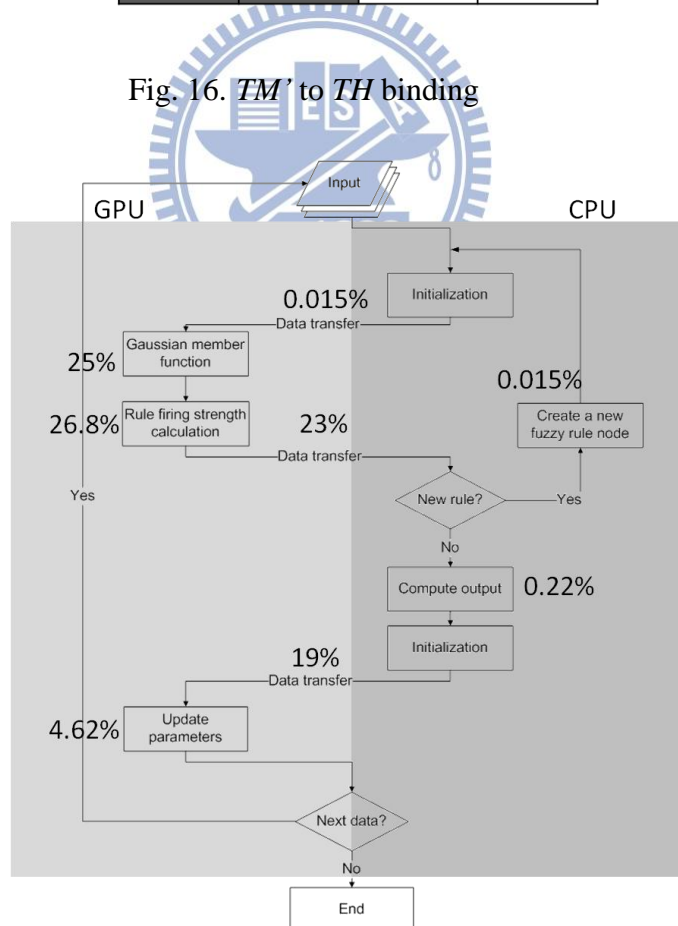 Fig. 16. TM’ to TH binding
E S A
8
Input
GPU
CPU
Initialization
0.015%
Data transfer
Gaussian member
function
25%
0.015%
Create a new
fuzzy rule node
Rule firing strength
calculation
26.8%
23%
Data transfer
Yes
New rule?
Yes
No
Compute output
0.22%
Initialization
19%
Data transfer
Update
parameters
4.62%
Next data?
No
End